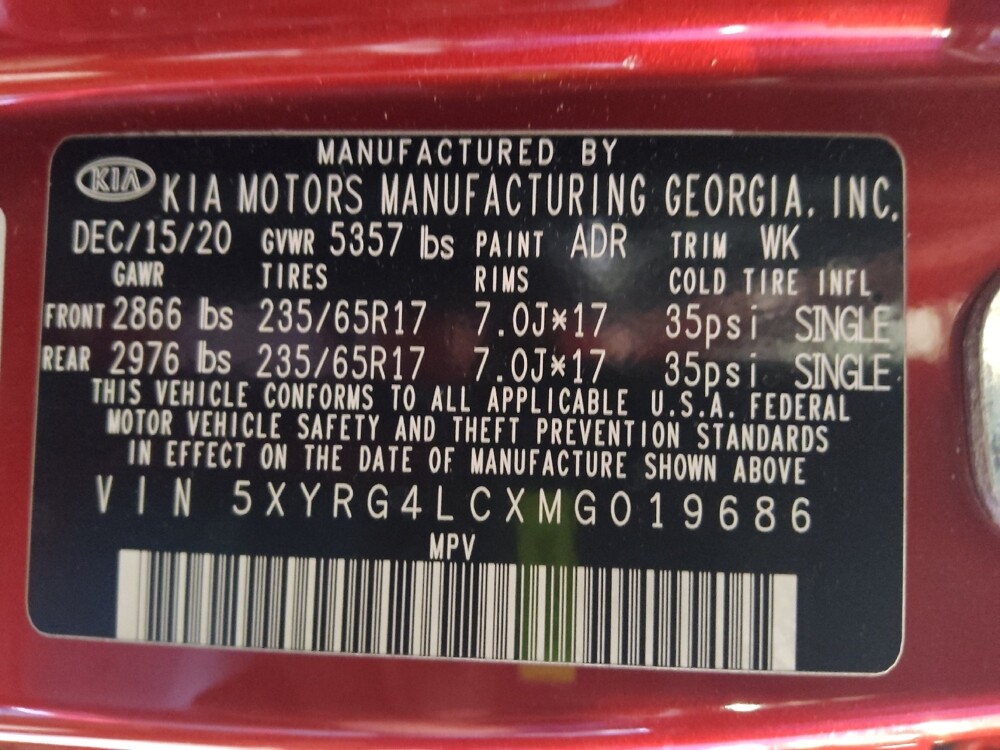 MANUFACTURED BY
KIA KIA MOTORS MANUFACTURING GEORGIA, INC.
DEC/15/20 GVWR 5357 lbs PAINT ADR TRIM WK
GAWR TIRES RIMS COLD TIRE INFL
FRONT 2866 lbs 235/65R17 7.0J*17 35psi SINGLE
REAR 2976 lbs 235/65R17 7.0J*17 35psi SINGLE
THIS VEHICLE CONFORMS TO ALL APPLICABLE U.S.A. FEDERAL
MOTOR VEHICLE SAFETY AND THEFT PREVENTION STANDARDS
IN EFFECT ON THE DATE OF MANUFACTURE SHOWN ABOVE
VIN 5XYRG4LCXMG019686
MPV